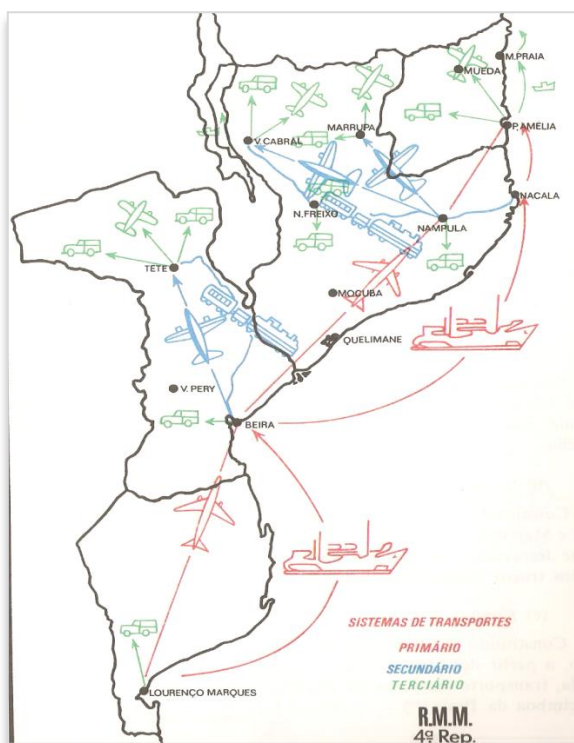 M. PRAIA
MUEDA
MARRUPA
P. AMELIA
V. CABRAL
NACALA
N. FREIXO
NAMPULA
TETE
MOCUBA
QUELIMANE
V. PERY
BEIRA
SISTEMAS DE TRANSPORTES
PRIMÁRIO
SECUNDÁRIO
TERCIÁRIO
LOURENÇO MARQUES
R.M.M.
4ª Rep.